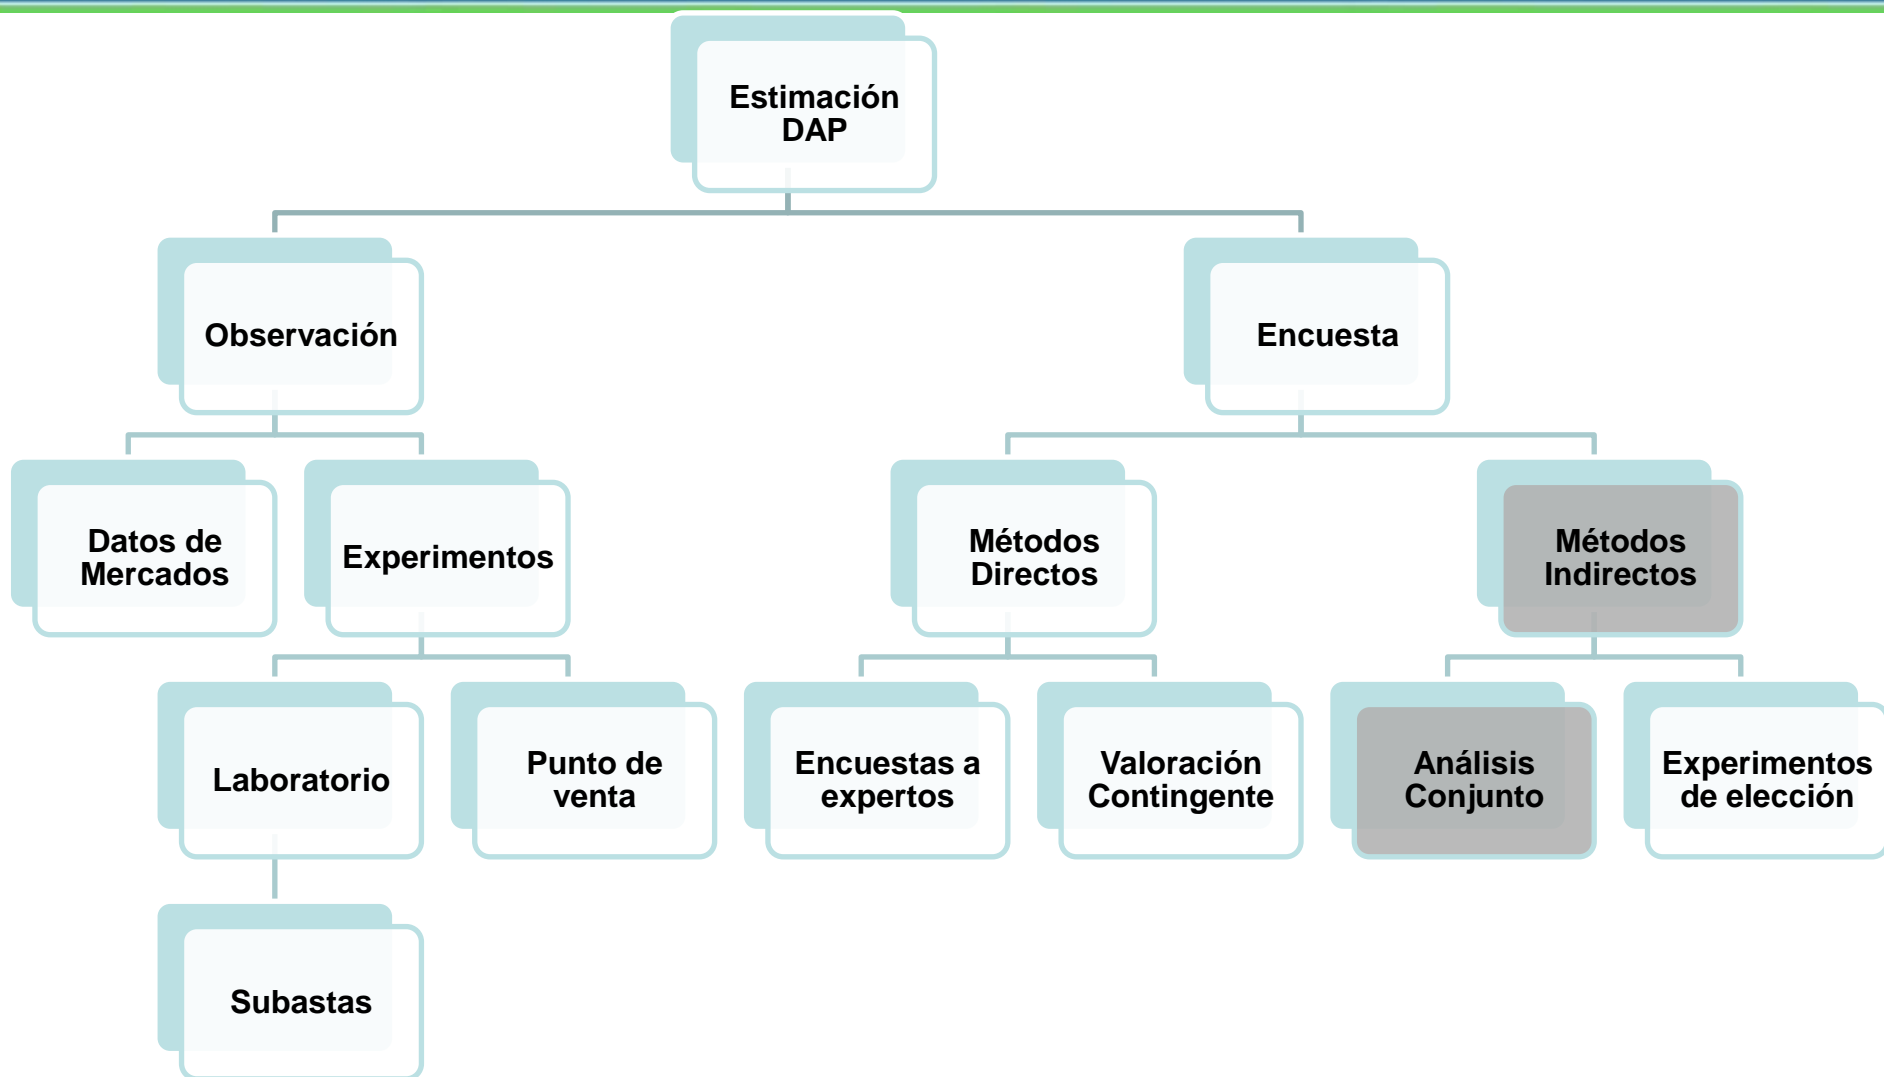 Estimación
DAP
Observación
Encuesta
Datos de
Mercados
Experimentos
Métodos
Directos
Métodos
Indirectos
Laboratorio
Punto de
venta
Encuestas a
expertos
Valoración
Contingente
Análisis
Conjunto
Experimentos
de elección
Subastas